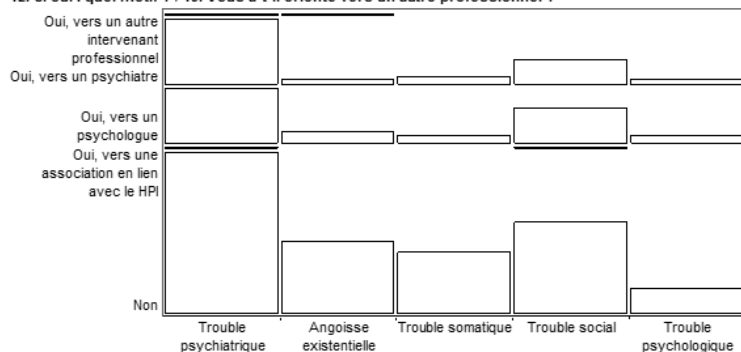 Oui, vers un autre
intervenant
professionnel
Oui, vers un psychiatre
Oui, vers un
psychologue
Oui, vers une
association en lien
avec le HPI
Non
Trouble
psychiatrique
Angoisse
existentielle
Trouble somatique
Trouble social
Trouble
psychologique